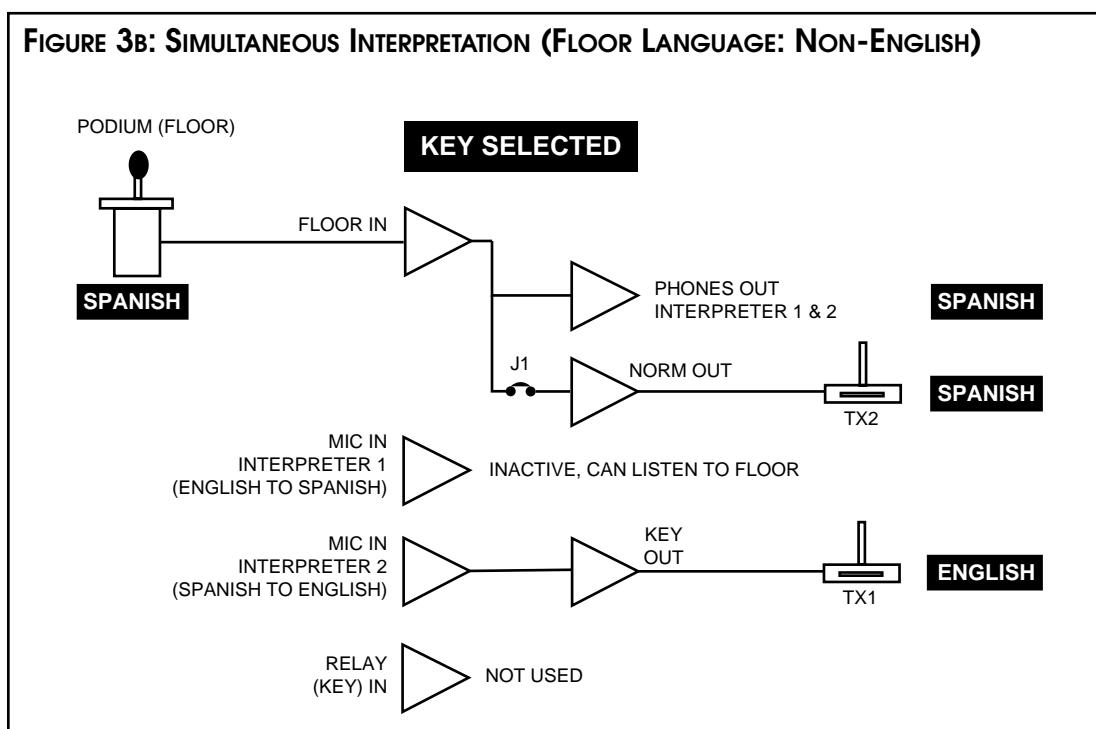 FIGURE 3B: SIMULTANEOUS INTERPRETATION (FLOOR LANGUAGE: NON-ENGLISH)
PODIUM (FLOOR)
KEY SELECTED
FLOOR IN
SPANISH
PHONES OUT
INTERPRETER 1 & 2
SPANISH
J1
NORM OUT
TX2
SPANISH
MIC IN
INTERPRETER 1
(ENGLISH TO SPANISH)
INACTIVE, CAN LISTEN TO FLOOR
MIC IN
INTERPRETER 2
(SPANISH TO ENGLISH)
KEY
OUT
TX1
ENGLISH
RELAY
(KEY) IN
NOT USED